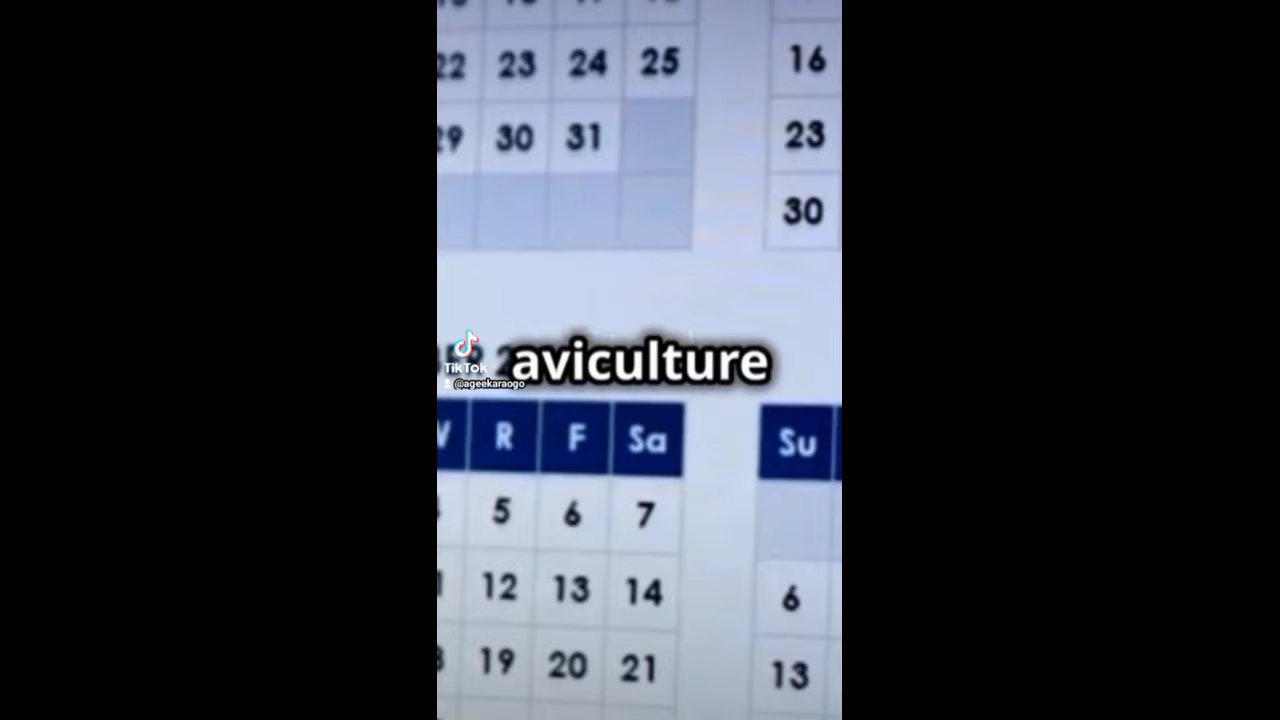 22 23 24 25 16
29 30 31 23
30
aviculture
TikTok
@ageekaraogo
R F Sa Su
5 6 7
12 13 14 6
19 20 21 13